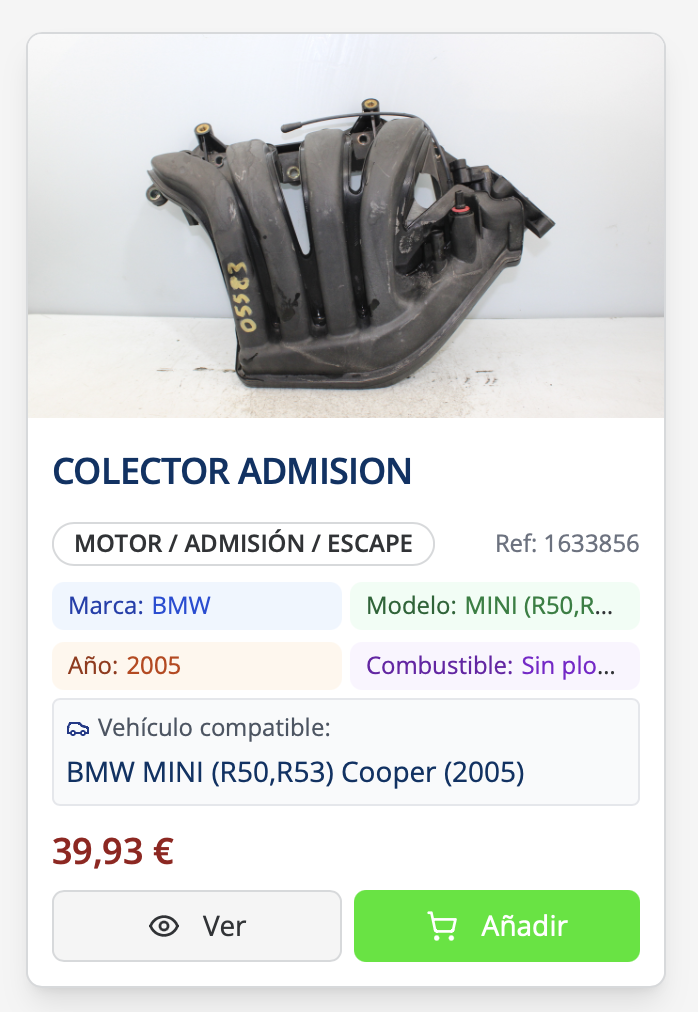 05583
COLECTOR ADMISION
MOTOR / ADMISIÓN / ESCAPE
Ref: 1633856
Marca: BMW
Modelo: MINI (R50,R...
Año: 2005
Combustible: Sin plo...
Vehículo compatible:
BMW MINI (R50,R53) Cooper (2005)
39,93 €
Ver
Añadir